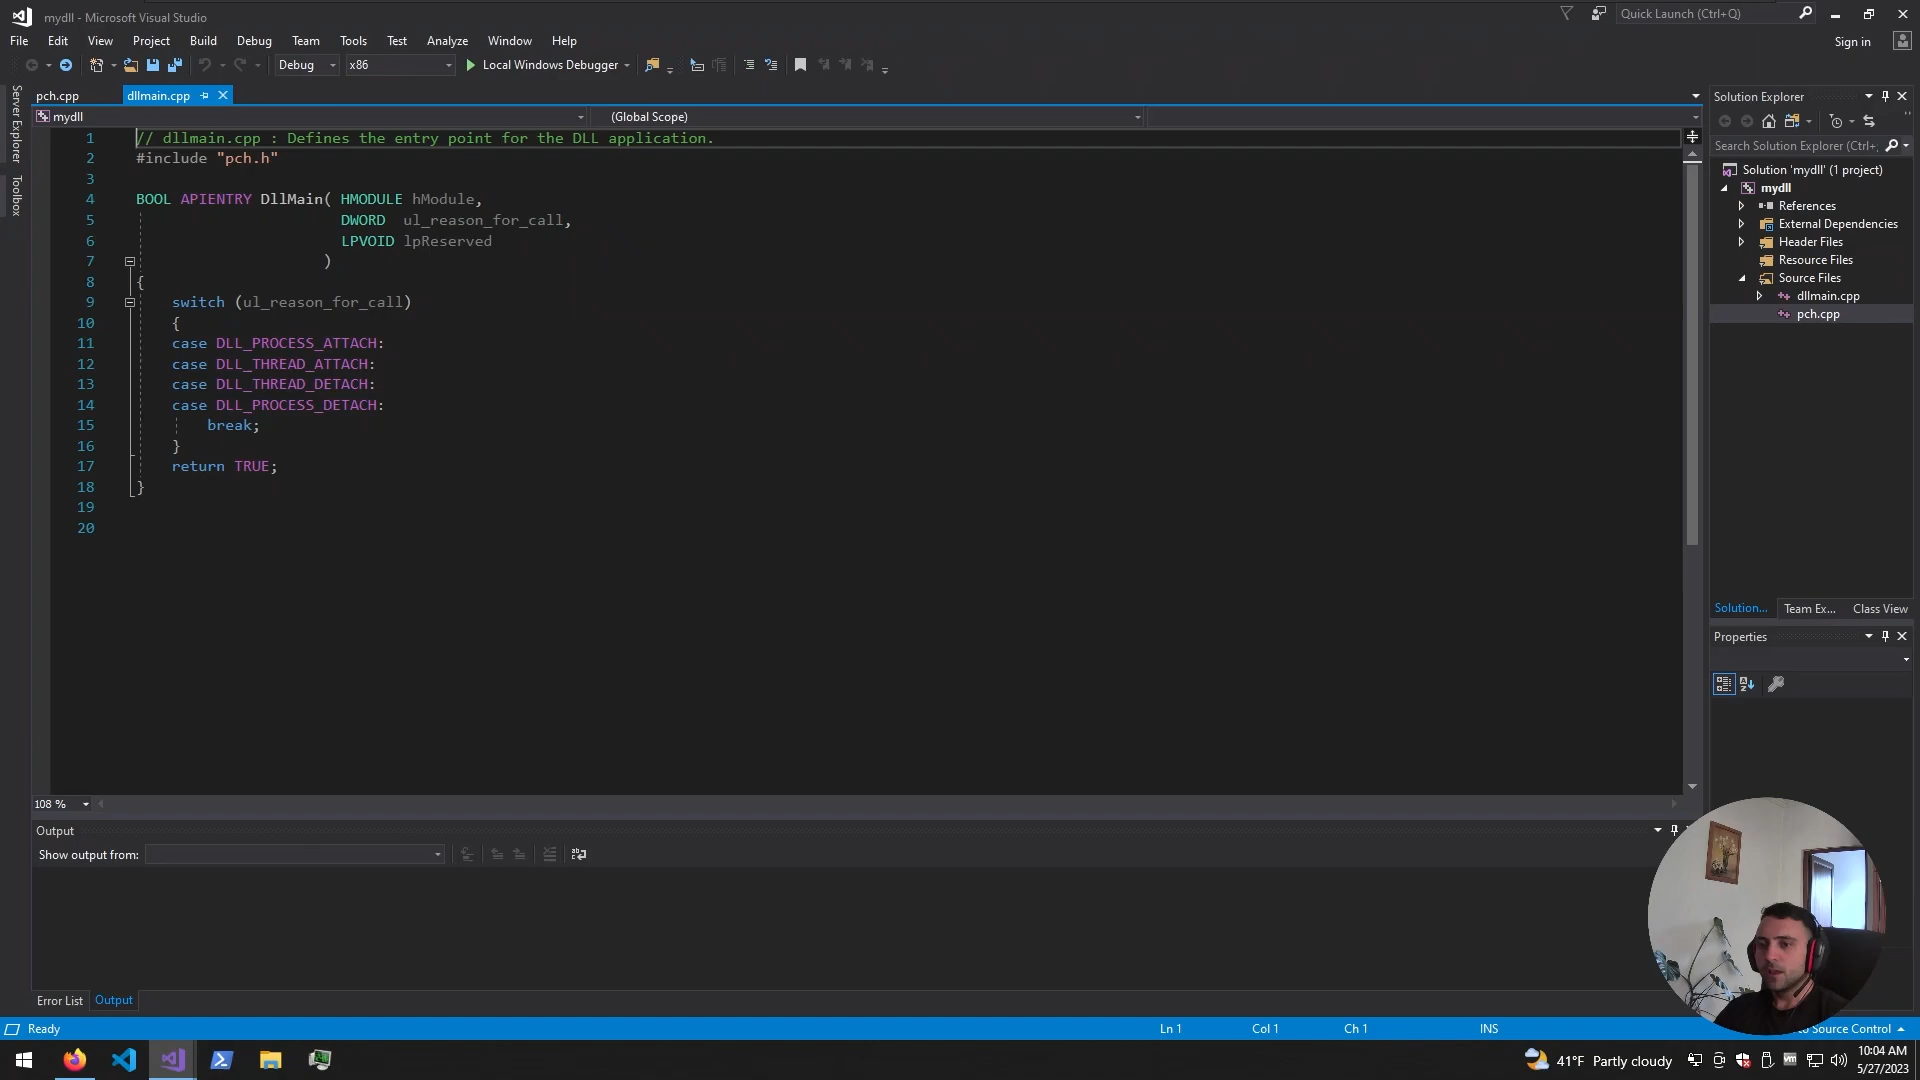 mydll - Microsoft Visual Studio
Quick Launch (Ctrl+Q)
File Edit View Project Build Debug Team Tools Test Analyze Window Help
Sign in
Debug x86 Local Windows Debugger
Server Explorer
Toolbox
pch.cpp dllmain.cpp
mydll (Global Scope)
1 // dllmain.cpp : Defines the entry point for the DLL application.
2 #include "pch.h"
3
4 BOOL APIENTRY DllMain( HMODULE hModule,
5 DWORD ul_reason_for_call,
6 LPVOID lpReserved
7 )
8 {
9 switch (ul_reason_for_call)
10 {
11 case DLL_PROCESS_ATTACH:
12 case DLL_THREAD_ATTACH:
13 case DLL_THREAD_DETACH:
14 case DLL_PROCESS_DETACH:
15 break;
16 }
17 return TRUE;
18 }
19
20
108 %
Output
Show output from:
Error List Output
Solution Explorer
Search Solution Explorer (Ctrl+;
Solution 'mydll' (1 project)
mydll
References
External Dependencies
Header Files
Resource Files
Source Files
dllmain.cpp
pch.cpp
Solution... Team Ex... Class View
Properties
Ready Ln 1 Col 1 Ch 1 INS to Source Control
41°F Partly cloudy
10:04 AM
5/27/2023